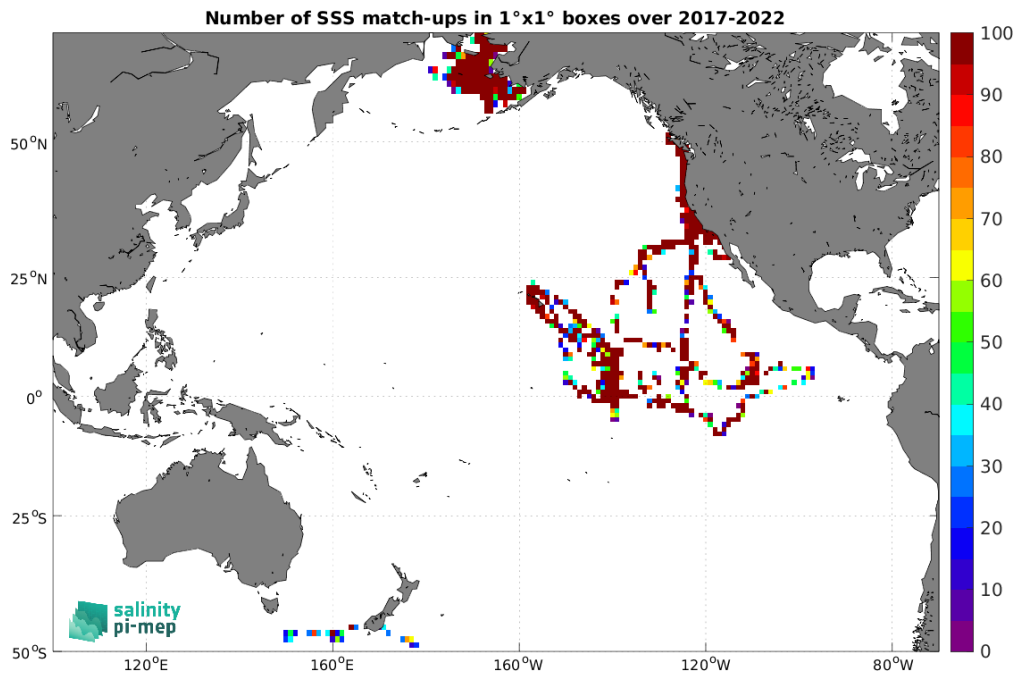 Number of SSS match-ups in 1°x1° boxes over 2017-2022
100
90
80
70
60
50
40
30
20
10
0
50°N
25°N
0°
25°S
50°S
salinity
pi-mep
120°E
160°E
160°W
120°W
80°W